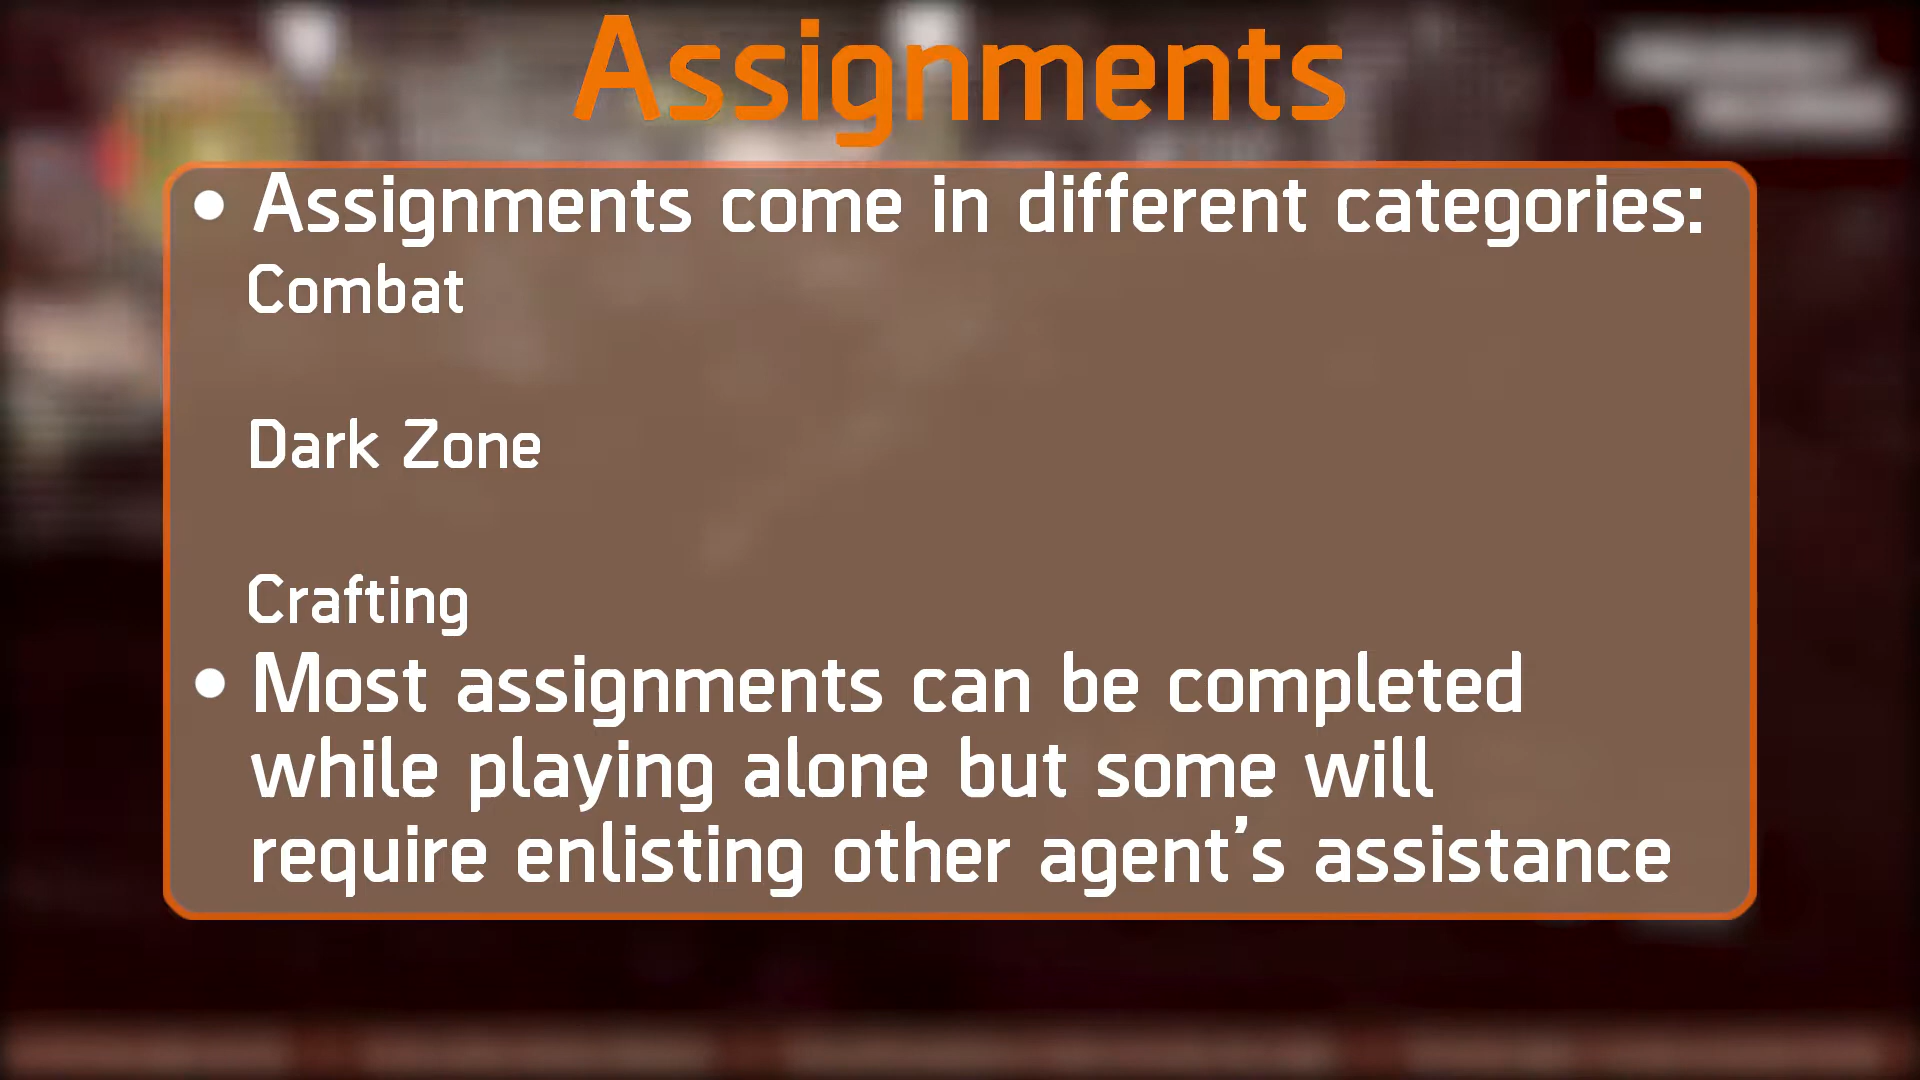 Assignments
• Assignments come in different categories:
Combat
Dark Zone
Crafting
• Most assignments can be completed
while playing alone but some will
require enlisting other agent’s assistance